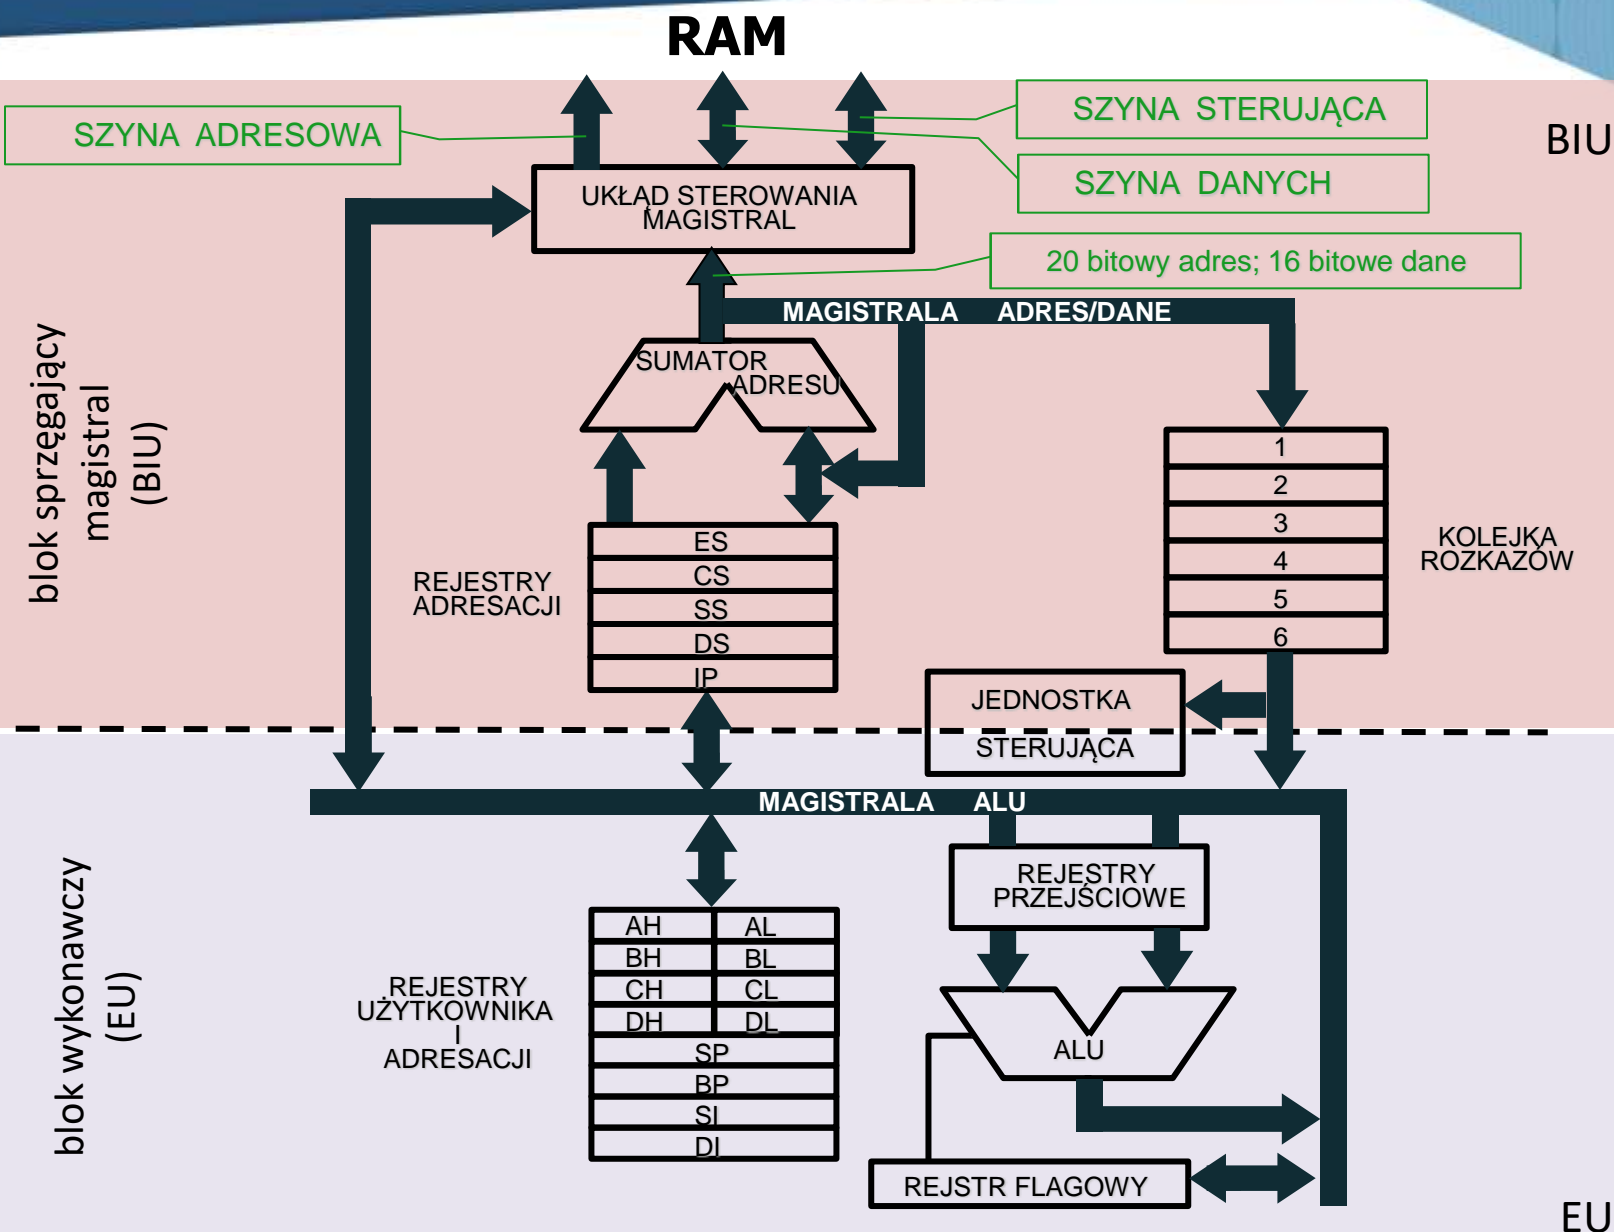 RAM
SZYNA ADRESOWA
SZYNA STERUJĄCA
BIU
SZYNA DANYCH
UKŁĄD STEROWANIA
MAGISTRAL
20 bitowy adres; 16 bitowe dane
MAGISTRALA ADRES/DANE
SUMATOR
ADRESU
blok sprzęgający
magistral
(BIU)
REJESTRY
ADRESACJI
ES
CS
SS
DS
IP
1
2
3
4
5
6
KOLEJKA
ROZKAZÓW
JEDNOSTKA
STERUJĄCA
MAGISTRALA ALU
blok wykonawczy
(EU)
REJESTRY
UŻYTKOWNIKA
I
ADRESACJI
AH AL
BH BL
CH CL
DH DL
SP
BP
SI
DI
REJESTRY
PRZEJŚCIOWE
ALU
REJSTR FLAGOWY
EU